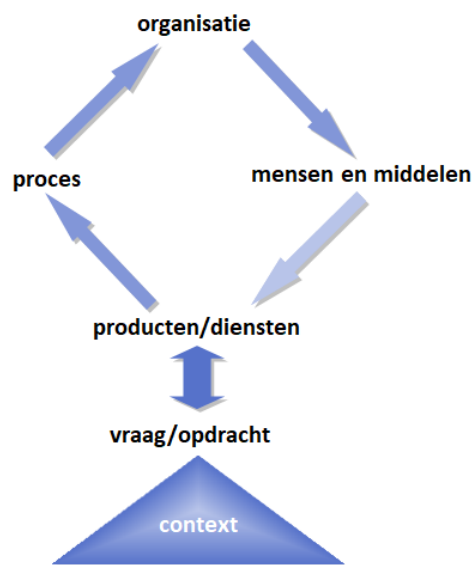 organisatie
proces
mensen en middelen
producten/diensten
vraag/opdracht
context